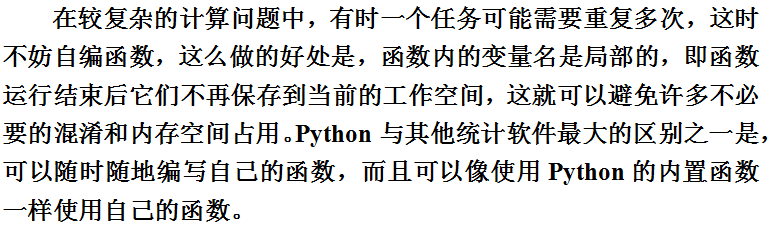 在较复杂的计算问题中，有时一个任务可能需要重复多次，这时
不妨自编函数，这么做的好处是，函数内的变量名是局部的，即函数
运行结束后它们不再保存到当前的工作空间，这就可以避免许多不必
要的混淆和内存空间占用。Python 与其他统计软件最大的区别之一是，
可以随时随地编写自己的函数，而且可以像使用 Python 的内置函数
一样使用自己的函数。